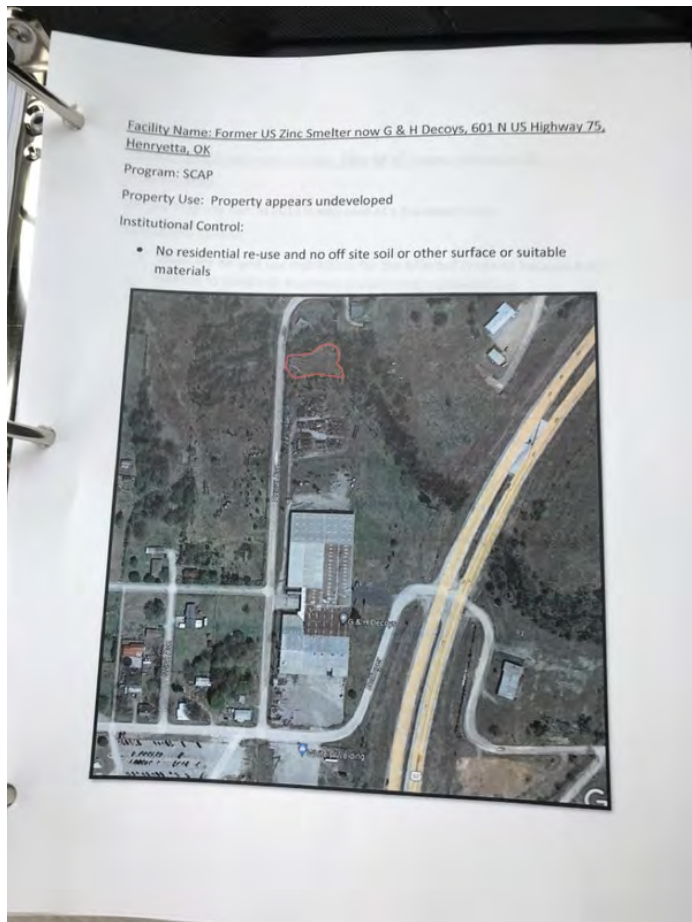 Facility Name: Former US Zinc Smelter now G & H Decoys, 601 N US Highway 75,
Henryetta, OK
Program: SCAP
Property Use: Property appears undeveloped
Institutional Control:
• No residential re-use and no off site soil or other surface or suitable
materials
G & H Decoys
G